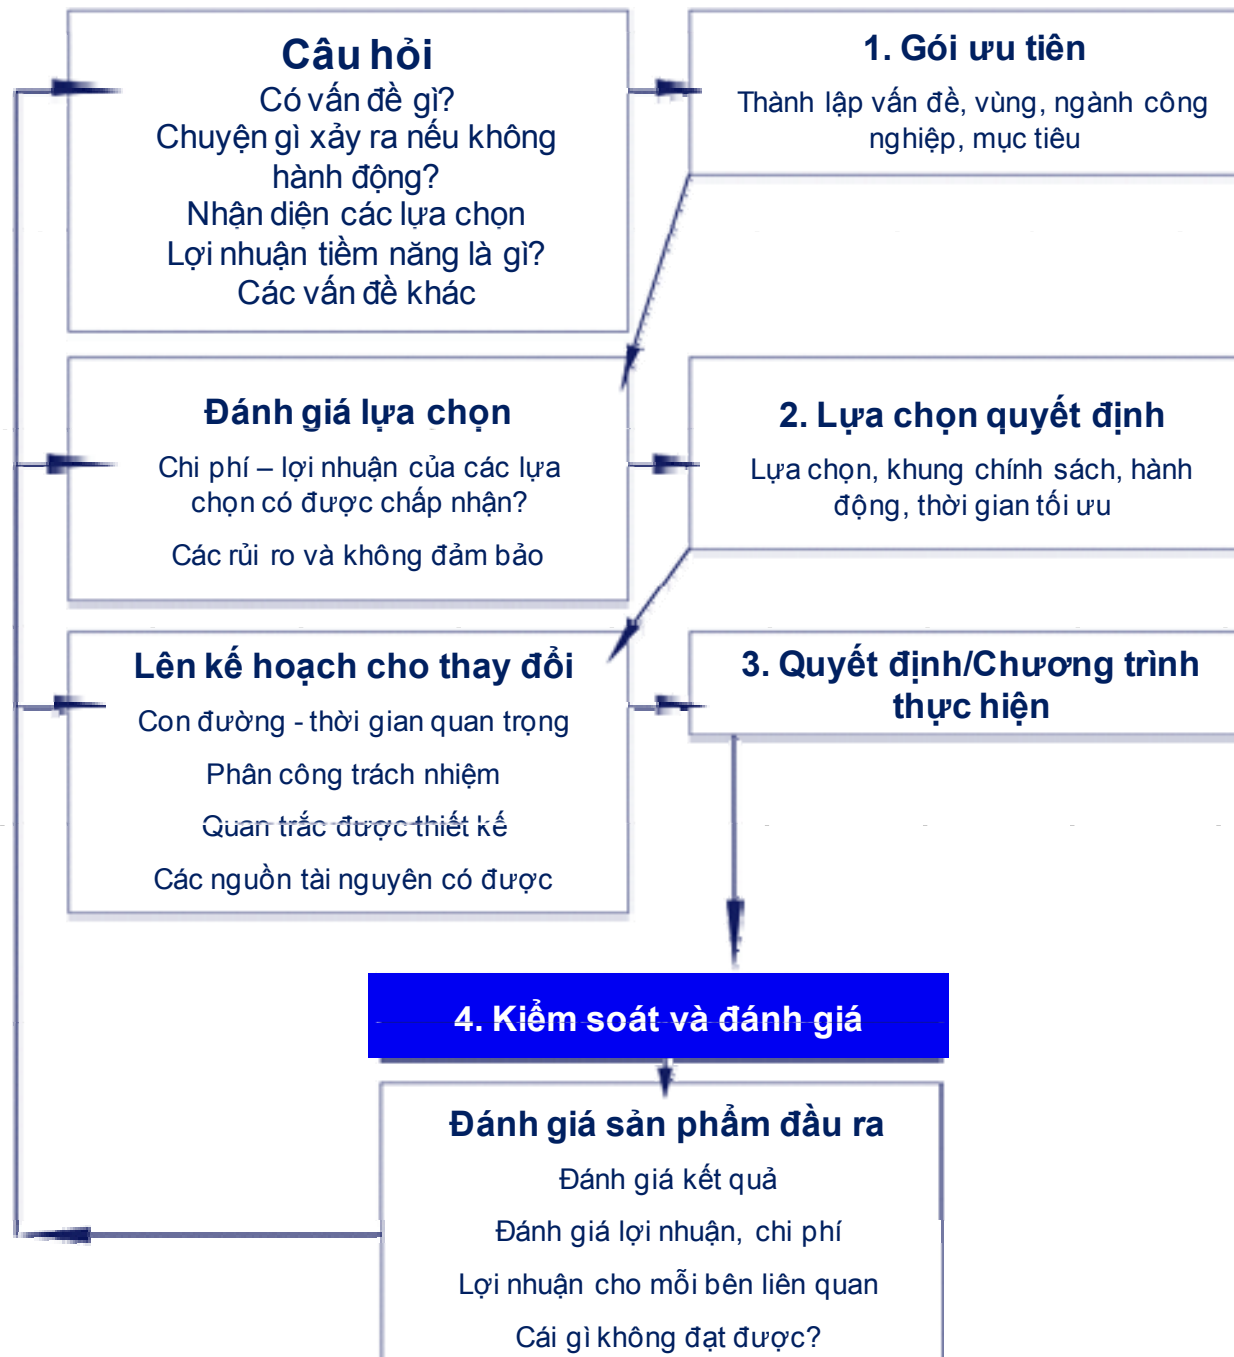 Câu hỏi
Có vấn đề gì?
Chuyện gì xảy ra nếu không
hành động?
Nhận diện các lựa chọn
Lợi nhuận tiềm năng là gì?
Các vấn đề khác
1. Gói ưu tiên
Thành lập vấn đề, vùng, ngành công
nghiệp, mục tiêu
Đánh giá lựa chọn
Chi phí – lợi nhuận của các lựa
chọn có được chấp nhận?
Các rủi ro và không đảm bảo
2. Lựa chọn quyết định
Lựa chọn, khung chính sách, hành
động, thời gian tối ưu
Lên kế hoạch cho thay đổi
Con đường - thời gian quan trọng
Phân công trách nhiệm
Quan trắc được thiết kế
Các nguồn tài nguyên có được
3. Quyết định/Chương trình
thực hiện
4. Kiểm soát và đánh giá
Đánh giá sản phẩm đầu ra
Đánh giá kết quả
Đánh giá lợi nhuận, chi phí
Lợi nhuận cho mỗi bên liên quan
Cái gì không đạt được?